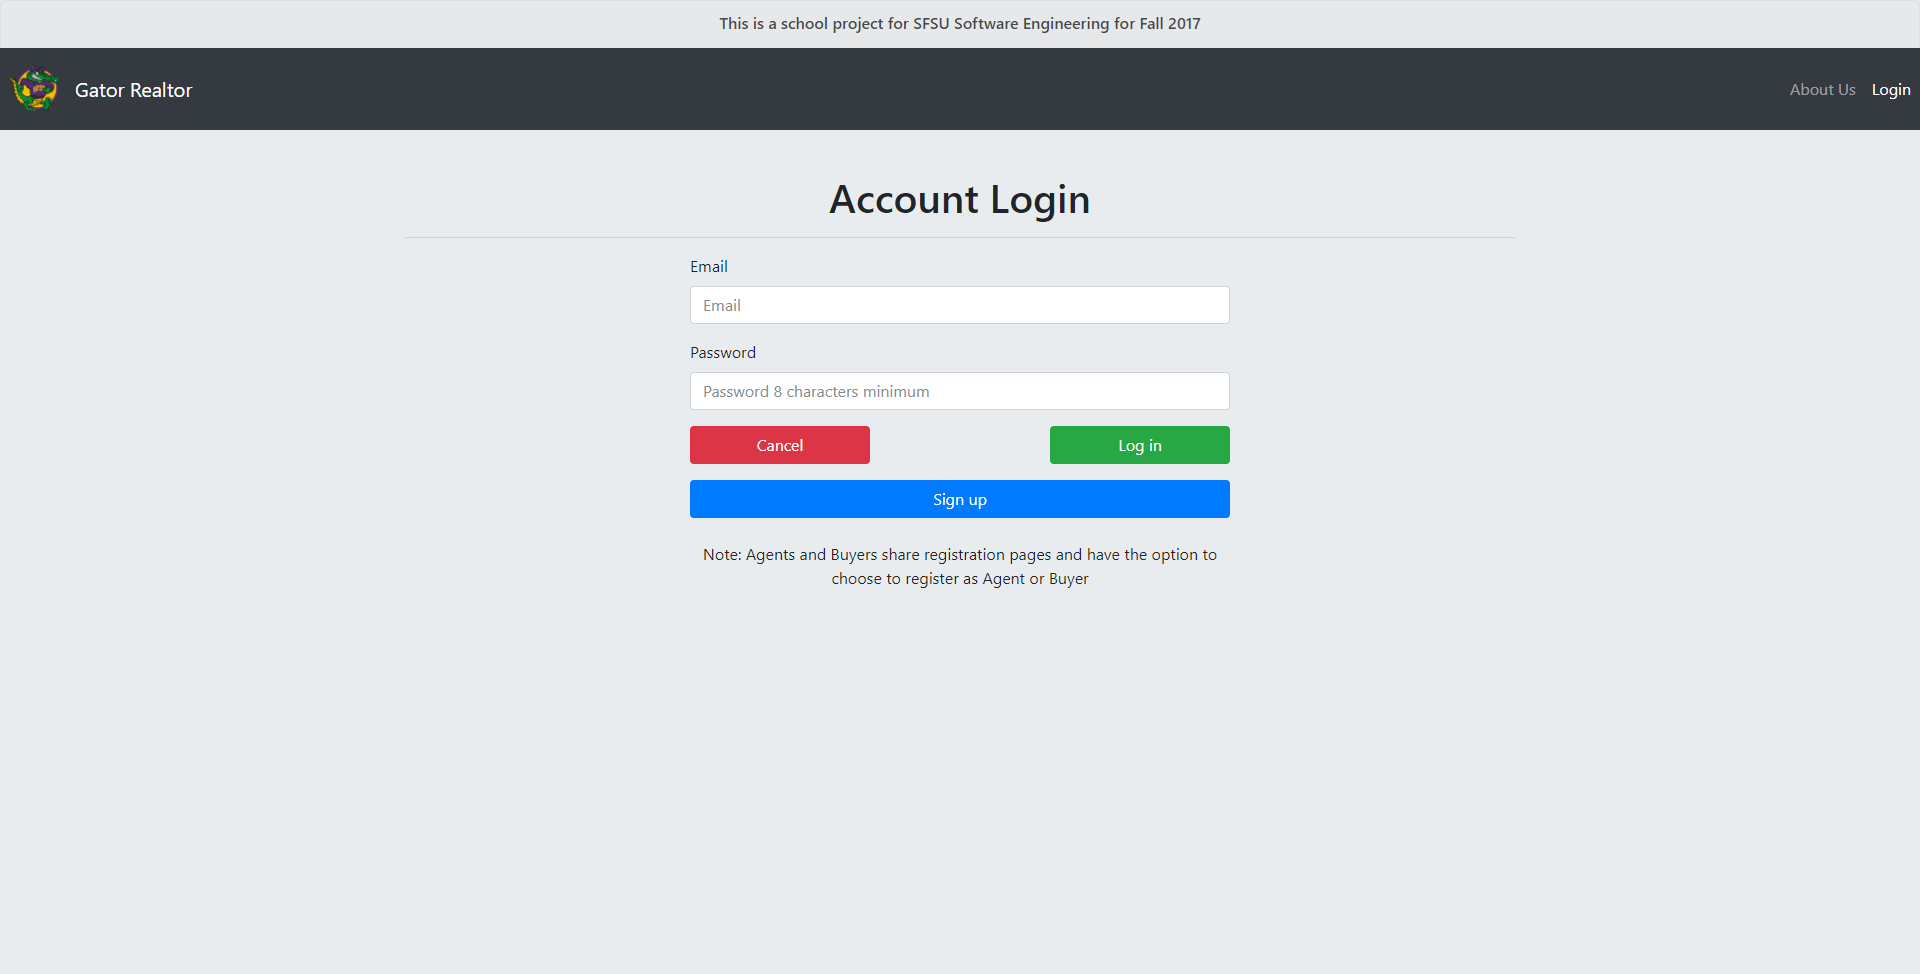 This is a school project for SFSU Software Engineering for Fall 2017
Gator Realtor
About Us
Login
Account Login
Email
Email
Password
Password 8 characters minimum
Cancel
Log in
Sign up
Note: Agents and Buyers share registration pages and have the option to
choose to register as Agent or Buyer